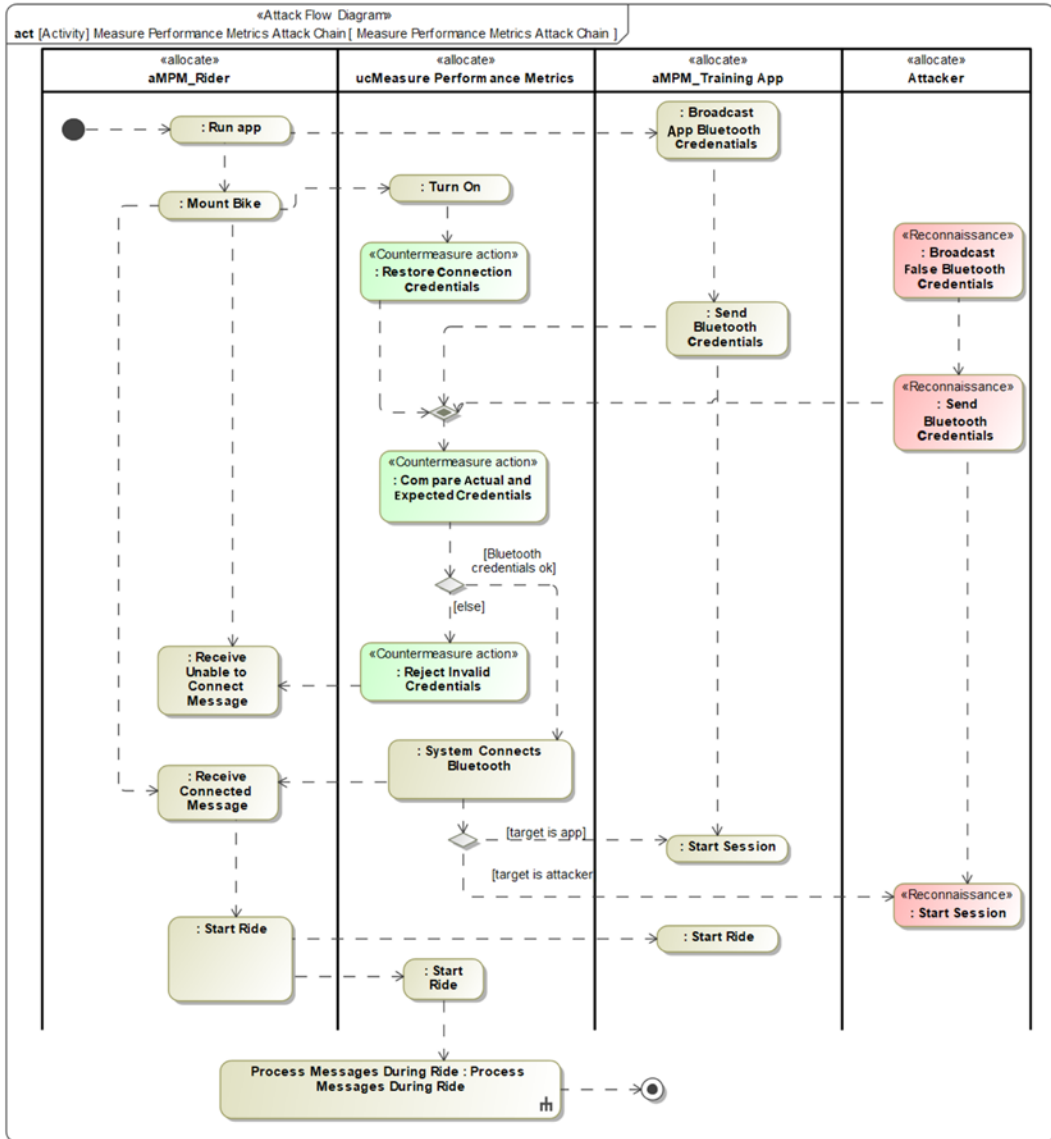 «Attack Flow Diagram»
act [Activity] Measure Performance Metrics Attack Chain [ Measure Performance Metrics Attack Chain ]
«allocate»
aMPM_Rider
«allocate»
ucMeasure Performance Metrics
«allocate»
aMPM_Training App
«allocate»
Attacker
: Run app
: Broadcast
App Bluetooth
Credenatials
: Mount Bike
: Turn On
«Countermeasure action»
: Restore Connection
Credentials
«Reconnaissance»
: Broadcast
False Bluetooth
Credentials
: Send
Bluetooth
Credentials
«Reconnaissance»
: Send
Bluetooth
Credentials
«Countermeasure action»
: Compare Actual and
Expected Credentials
[Bluetooth
credentials ok]
[else]
: Receive
Unable to
Connect
Message
«Countermeasure action»
: Reject Invalid
Credentials
: System Connects
Bluetooth
: Receive
Connected
Message
[target is app]
: Start Session
[target is attacker
«Reconnaissance»
: Start Session
: Start Ride
: Start Ride
: Start
Ride
Process Messages During Ride : Process
Messages During Ride